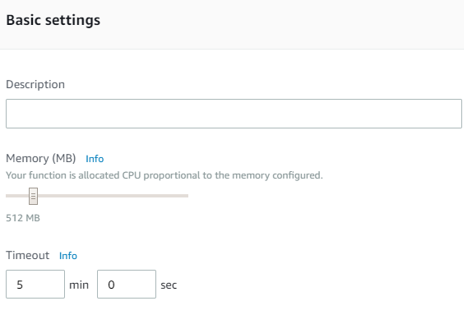 Basic settings
Description
Memory (MB) Info
Your function is allocated CPU proportional to the memory configured.
512 MB
Timeout Info
5 min 0 sec